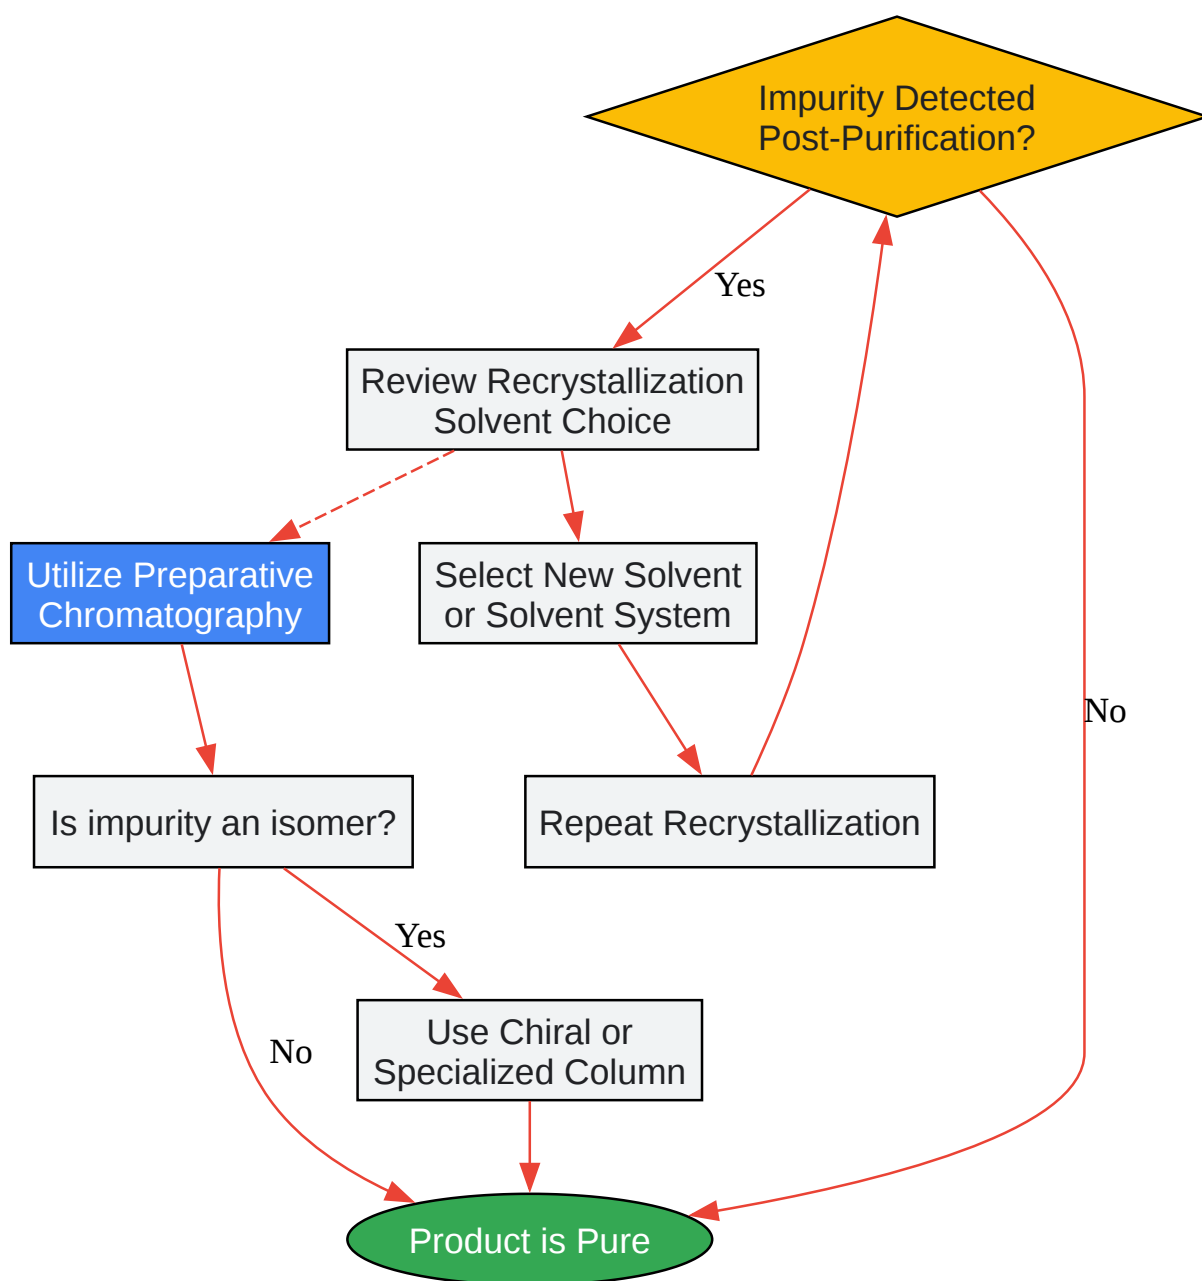 Impurity Detected
Post-Purification?
Yes
Review Recrystallization
Solvent Choice
Utilize Preparative
Chromatography
Select New Solvent
or Solvent System
No
Is impurity an isomer?
Repeat Recrystallization
Yes
No
Use Chiral or
Specialized Column
Product is Pure